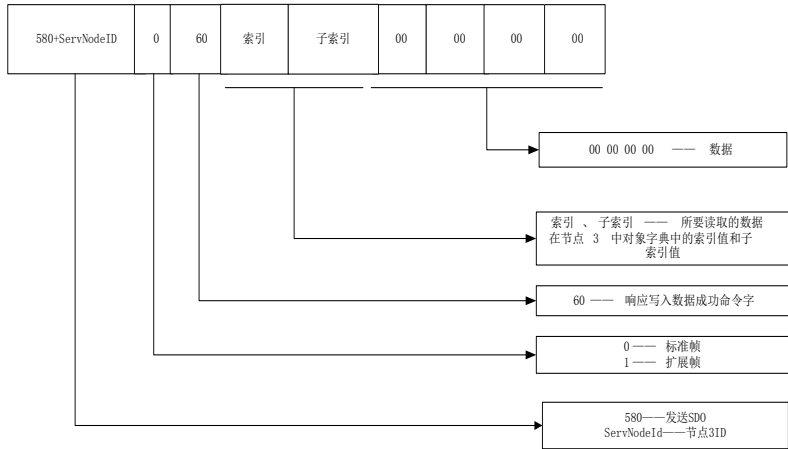 580+ServNodeID 0 60 索引 子索引 00 00 00 00
00 00 00 00 —— 数据
索引 、 子索引 —— 所要读取的数据
在节点 3 中对象字典中的索引值和子
索引值
60 —— 响应写入数据成功命令字
0 —— 标准帧
1 —— 扩展帧
580——发送SDO
ServNodeId——节点3ID